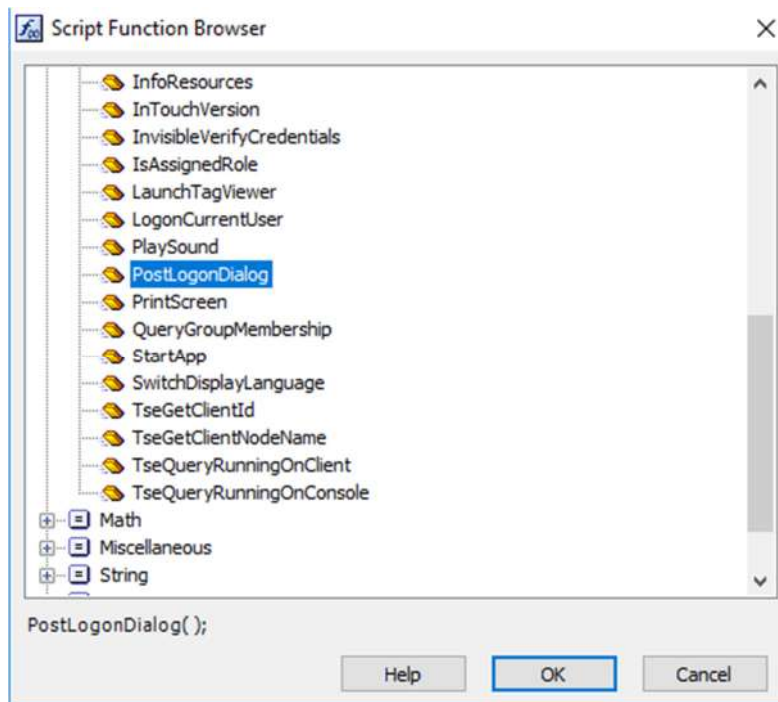 Script Function Browser
InfoResources
InTouchVersion
InvisibleVerifyCredentials
IsAssignedRole
LaunchTagViewer
LogonCurrentUser
PlaySound
PostLogonDialog
PrintScreen
QueryGroupMembership
StartApp
SwitchDisplayLanguage
TseGetClientId
TseGetClientNodeName
TseQueryRunningOnClient
TseQueryRunningOnConsole
Math
Miscellaneous
String
PostLogonDialog( );
Help OK Cancel